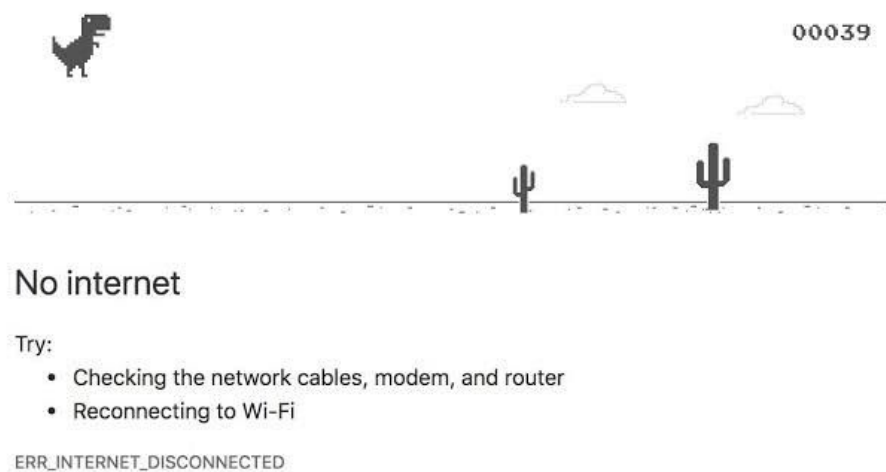 00039
No internet
Try:
• Checking the network cables, modem, and router
• Reconnecting to Wi-Fi
ERR_INTERNET_DISCONNECTED